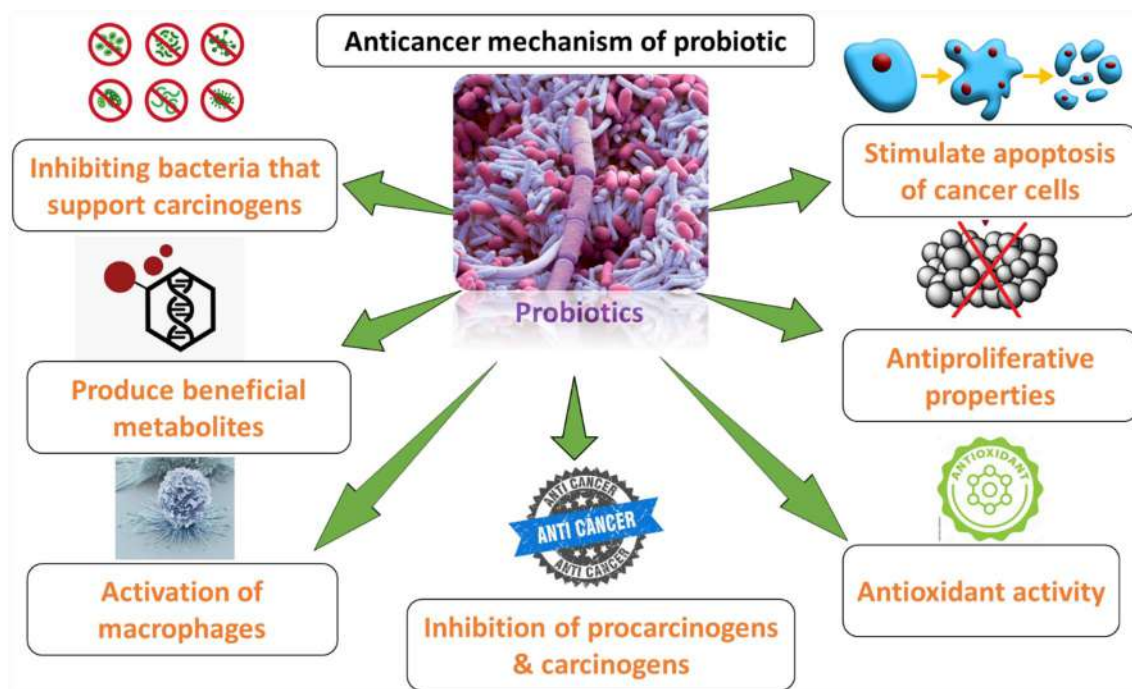 Anticancer mechanism of probiotic
Inhibiting bacteria that
support carcinogens
Stimulate apoptosis
of cancer cells
Probiotics
Produce beneficial
metabolites
Antiproliferative
properties
ANTIOXIDANT
ANTI CANCER
ANTI CANCER
ANTI CANCER
Activation of
macrophages
Antioxidant activity
Inhibition of procarcinogens
& carcinogens